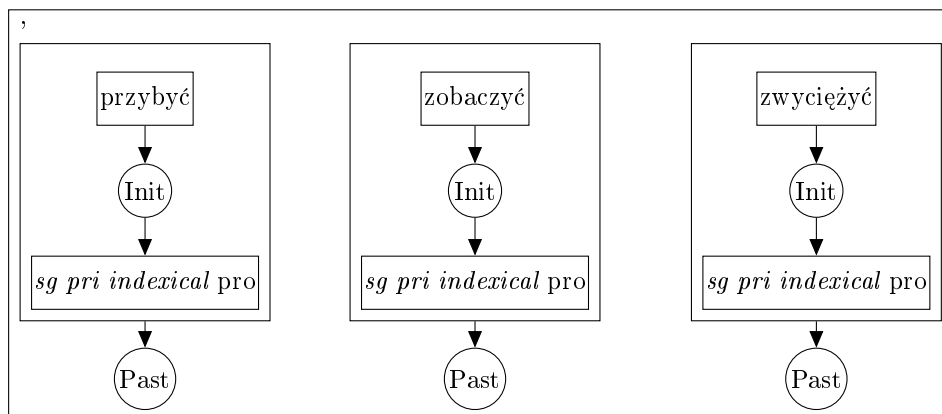 ,
przybyć zobaczyć zwyciężyć
Init Init Init
sg pri indexical pro sg pri indexical pro sg pri indexical pro
Past Past Past